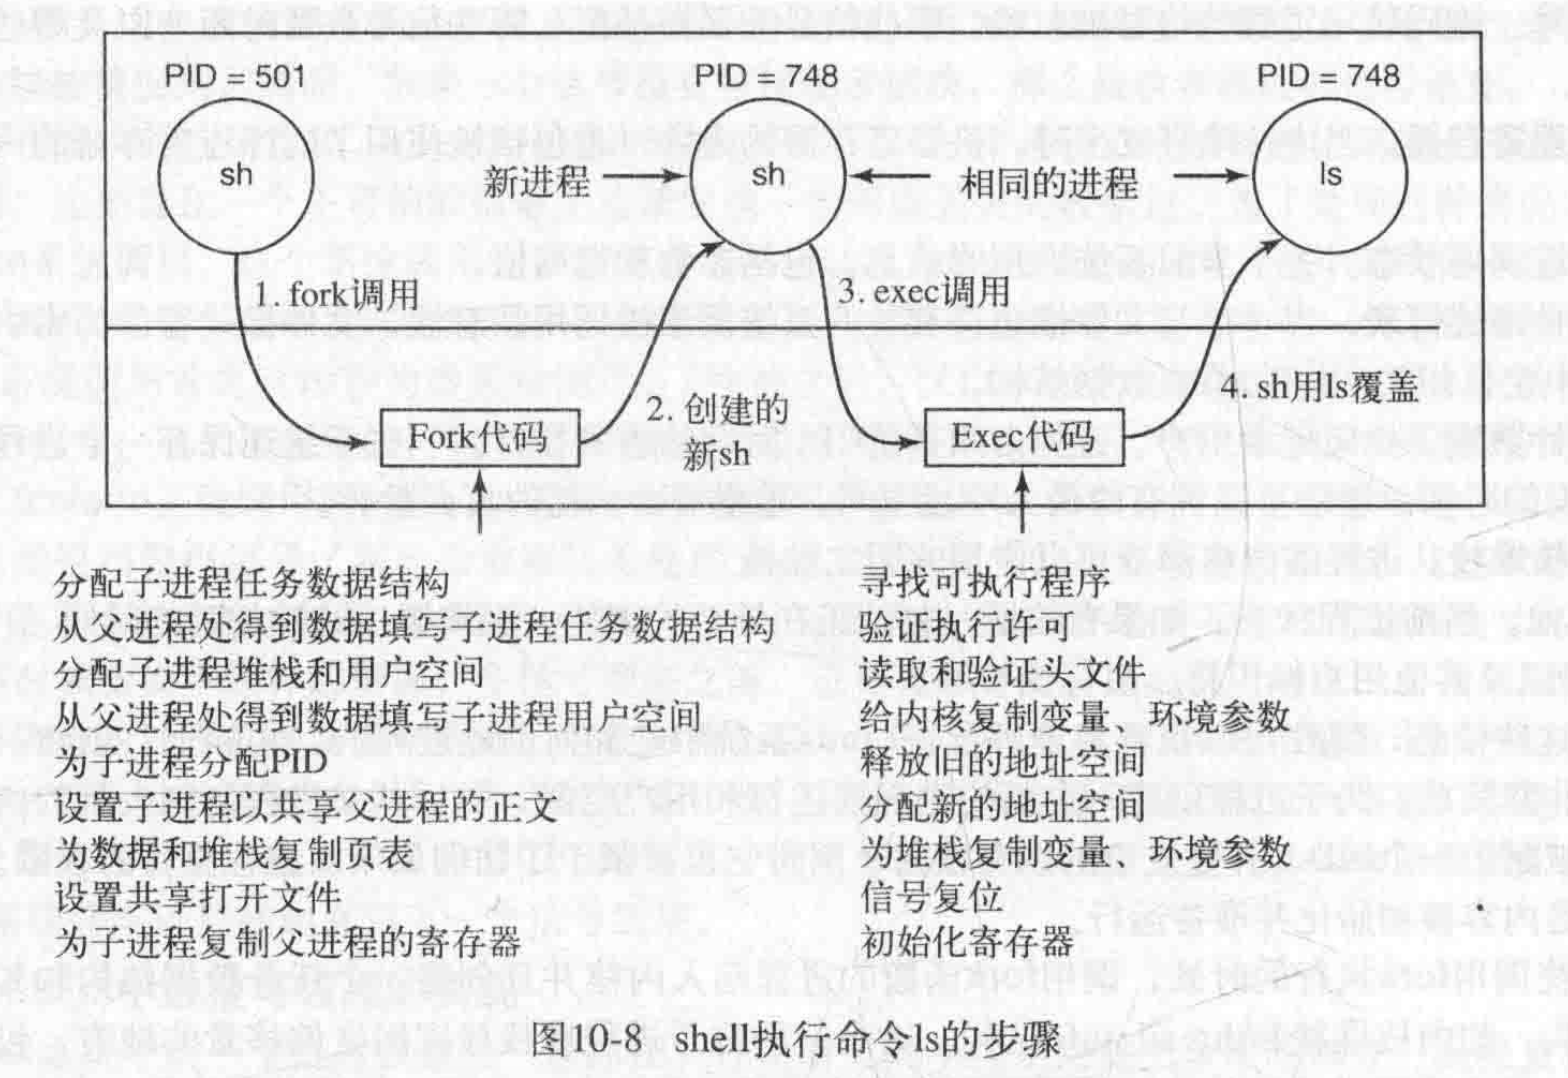 PID = 501
PID = 748
PID = 748
sh
新进程
sh
相同的进程
ls
1. fork调用
3. exec调用
Fork代码
2. 创建的
新sh
Exec代码
4. sh用ls覆盖
分配子进程任务数据结构
从父进程处得到数据填写子进程任务数据结构
分配子进程堆栈和用户空间
从父进程处得到数据填写子进程用户空间
为子进程分配PID
设置子进程以共享父进程的正文
为数据和堆栈复制页表
设置共享打开文件
为子进程复制父进程的寄存器
寻找可执行程序
验证执行许可
读取和验证头文件
给内核复制变量、环境参数
释放旧的地址空间
分配新的地址空间
为堆栈复制变量、环境参数
信号复位
初始化寄存器
图10-8 shell执行命令ls的步骤